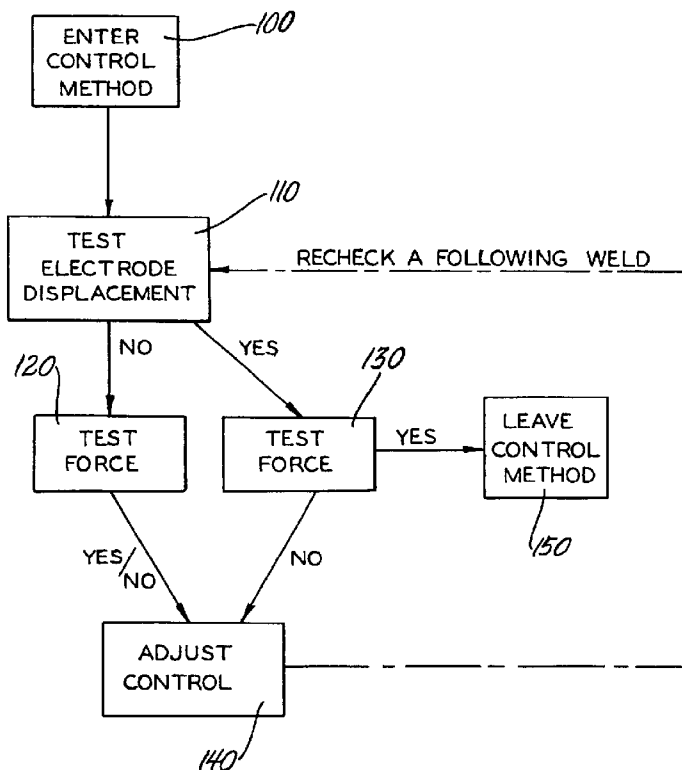 100
ENTER
CONTROL
METHOD
110
TEST
ELECTRODE
DISPLACEMENT
RECHECK A FOLLOWING WELD
NO
YES
120
TEST
FORCE
130
TEST
FORCE
YES
LEAVE
CONTROL
METHOD
150
YES/NO
NO
ADJUST
CONTROL
140